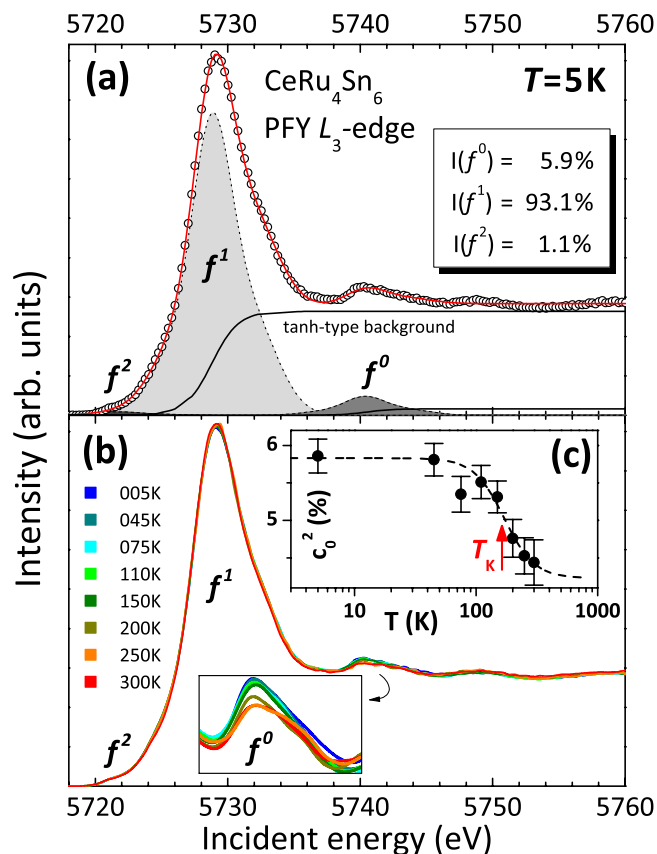 5720 5730 5740 5750 5760
(a)
CeRu₄Sn₆
T=5K
PFY L₃-edge
I(f⁰) = 5.9%
I(f¹) = 93.1%
I(f²) = 1.1%
f¹
tanh-type background
f²
f⁰
Intensity (arb. units)
(b)
(c)
005K
045K
075K
110K
150K
200K
250K
300K
6
5
c₀² (%)
T_K
10 100 1000
T (K)
f¹
f²
f⁰
5720 5730 5740 5750 5760
Incident energy (eV)